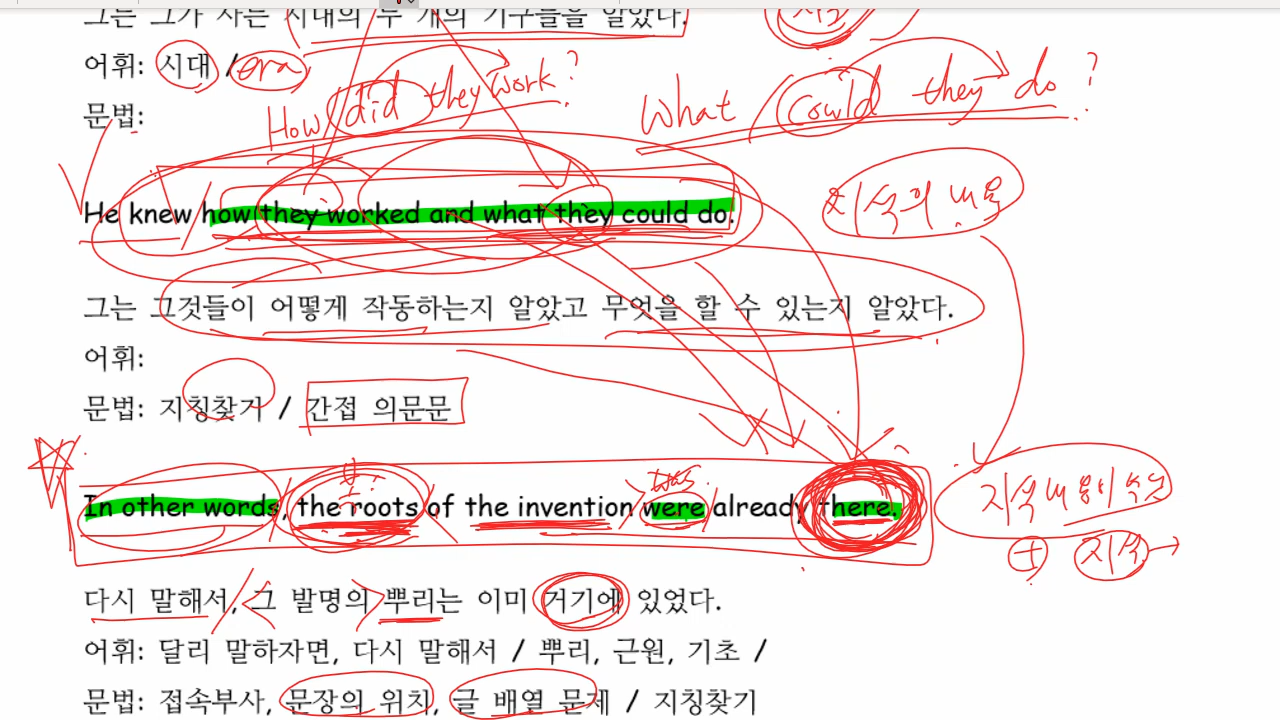 그는 그가 사는 시대의 두 개의 기구들을 알았다.
어휘: 시대 / era
문법:
How did they work? What could they do?
He knew how they worked and what they could do. 지식의 내용
그는 그것들이 어떻게 작동하는지 알았고 무엇을 할 수 있는지 알았다.
어휘:
문법: 지칭찾기 / 간접 의문문
was
In other words, the roots of the invention were already there. 지식 내용이
지식
다시 말해서, 그 발명의 뿌리는 이미 거기에 있었다.
어휘: 달리 말하자면, 다시 말해서 / 뿌리, 근원, 기초 /
문법: 접속부사, 문장의 위치, 글 배열 문제 / 지칭찾기